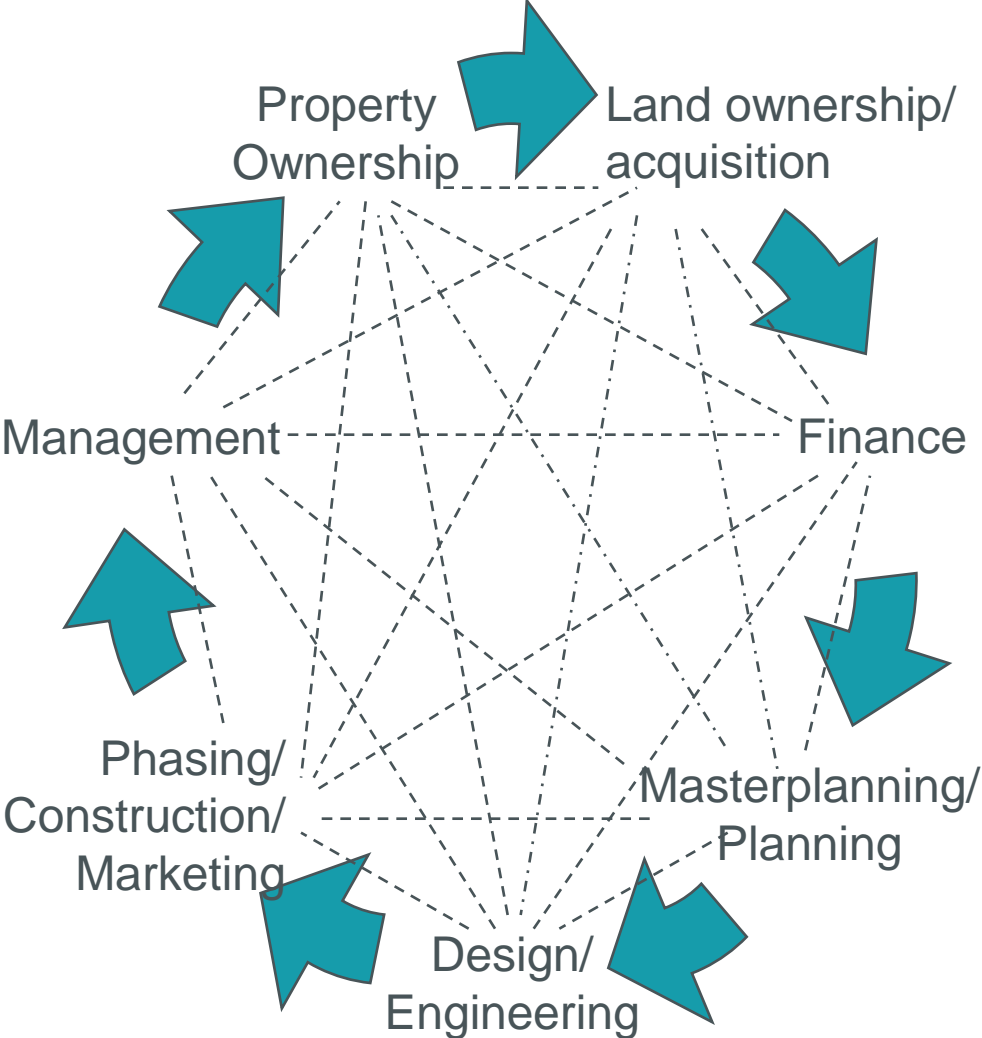 Property
Ownership
Land ownership/
acquisition
Management
Finance
Phasing/
Construction/
Marketing
Masterplanning/
Planning
Design/
Engineering